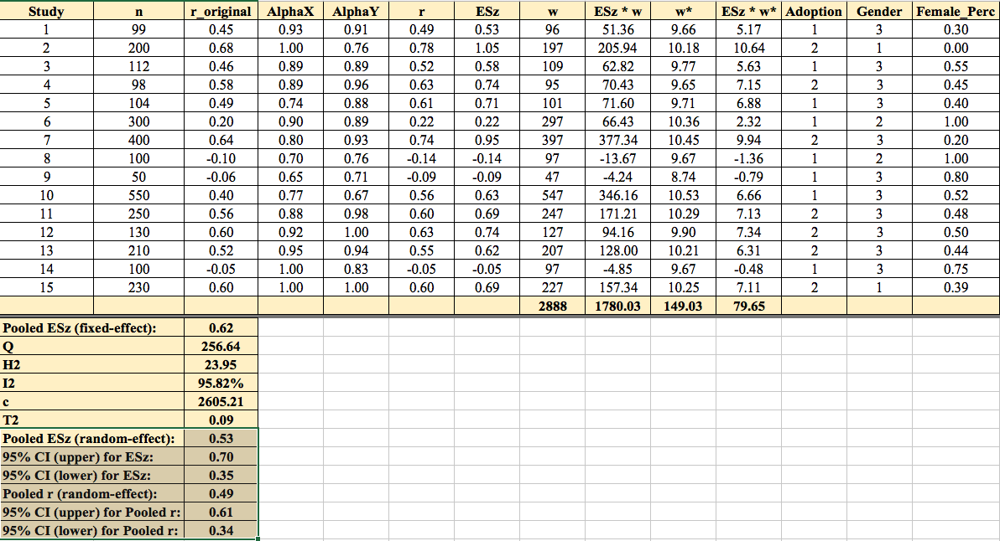 Study n r_original AlphaX AlphaY r ESz w ESz * w w* ESz * w* Adoption Gender Female_Perc
1 99 0.45 0.93 0.91 0.49 0.53 96 51.36 9.66 5.17 1 3 0.30
2 200 0.68 1.00 0.76 0.78 1.05 197 205.94 10.18 10.64 2 1 0.00
3 112 0.46 0.89 0.89 0.52 0.58 109 62.82 9.77 5.63 1 3 0.55
4 98 0.58 0.89 0.96 0.63 0.74 95 70.43 9.65 7.15 2 3 0.45
5 104 0.49 0.74 0.88 0.61 0.71 101 71.60 9.71 6.88 1 3 0.40
6 300 0.20 0.90 0.89 0.22 0.22 297 66.43 10.36 2.32 1 2 1.00
7 400 0.64 0.80 0.93 0.74 0.95 397 377.34 10.45 9.94 2 3 0.20
8 100 -0.10 0.70 0.76 -0.14 -0.14 97 -13.67 9.67 -1.36 1 2 1.00
9 50 -0.06 0.65 0.71 -0.09 -0.09 47 -4.24 8.74 -0.79 1 3 0.80
10 550 0.40 0.77 0.67 0.56 0.63 547 346.16 10.53 6.66 1 3 0.52
11 250 0.56 0.88 0.98 0.60 0.69 247 171.21 10.29 7.13 2 3 0.48
12 130 0.60 0.92 1.00 0.63 0.74 127 94.16 9.90 7.34 2 3 0.50
13 210 0.52 0.95 0.94 0.55 0.62 207 128.00 10.21 6.31 2 3 0.44
14 100 -0.05 1.00 0.83 -0.05 -0.05 97 -4.85 9.67 -0.48 1 3 0.75
15 230 0.60 1.00 1.00 0.60 0.69 227 157.34 10.25 7.11 2 1 0.39
2888 1780.03 149.03 79.65
Pooled ESz (fixed-effect): 0.62
Q 256.64
H2 23.95
I2 95.82%
c 2605.21
T2 0.09
Pooled ESz (random-effect): 0.53
95% CI (upper) for ESz: 0.70
95% CI (lower) for ESz: 0.35
Pooled r (random-effect): 0.49
95% CI (upper) for Pooled r: 0.61
95% CI (lower) for Pooled r: 0.34